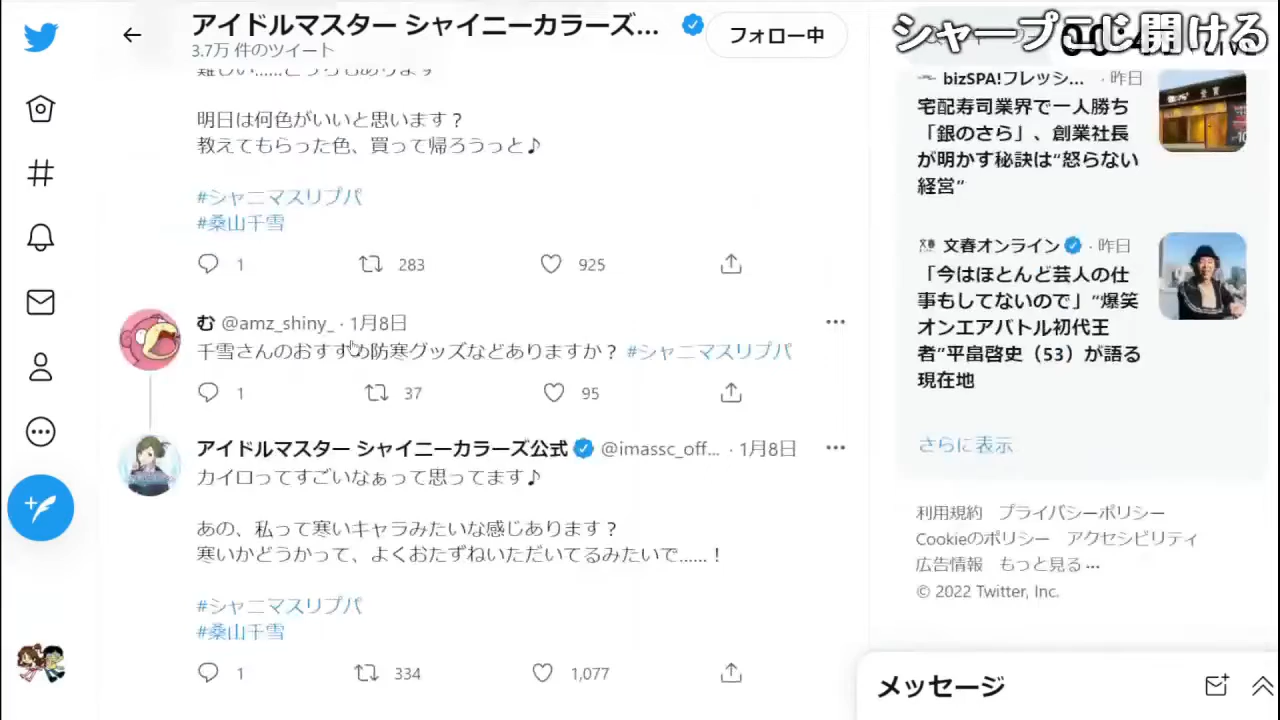 アイドルマスター シャイニーカラーズ...
3.7万 件のツイート
フォロー中
シャープこじ開ける
難しい......どっちもあります
明日は何色がいいと思います？
教えてもらった色、買って帰ろうっと♪
#シャニマスリプパ
#桑山千雪
1
283
925
む @amz_shiny_ · 1月8日
千雪さんのおすすめ防寒グッズなどありますか？ #シャニマスリプパ
1
37
95
アイドルマスター シャイニーカラーズ公式 @imassc_off... · 1月8日
カイロってすごいなぁって思ってます♪
あの、私って寒いキャラみたいな感じあります？
寒いかどうかって、よくおたずねいただいてるみたいで......！
#シャニマスリプパ
#桑山千雪
1
334
1,077
bizSPA!フレッシ... · 昨日
宅配寿司業界で一人勝ち
「銀のさら」、創業社長
が明かす秘訣は“怒らない
経営”
文春オンライン · 昨日
「今はほとんど芸人の仕
事もしてないので」“爆笑
オンエアバトル初代王
者”平畠啓史（53）が語る
現在地
さらに表示
利用規約 プライバシーポリシー
Cookieのポリシー アクセシビリティ
広告情報 もっと見る ...
© 2022 Twitter, Inc.
メッセージ